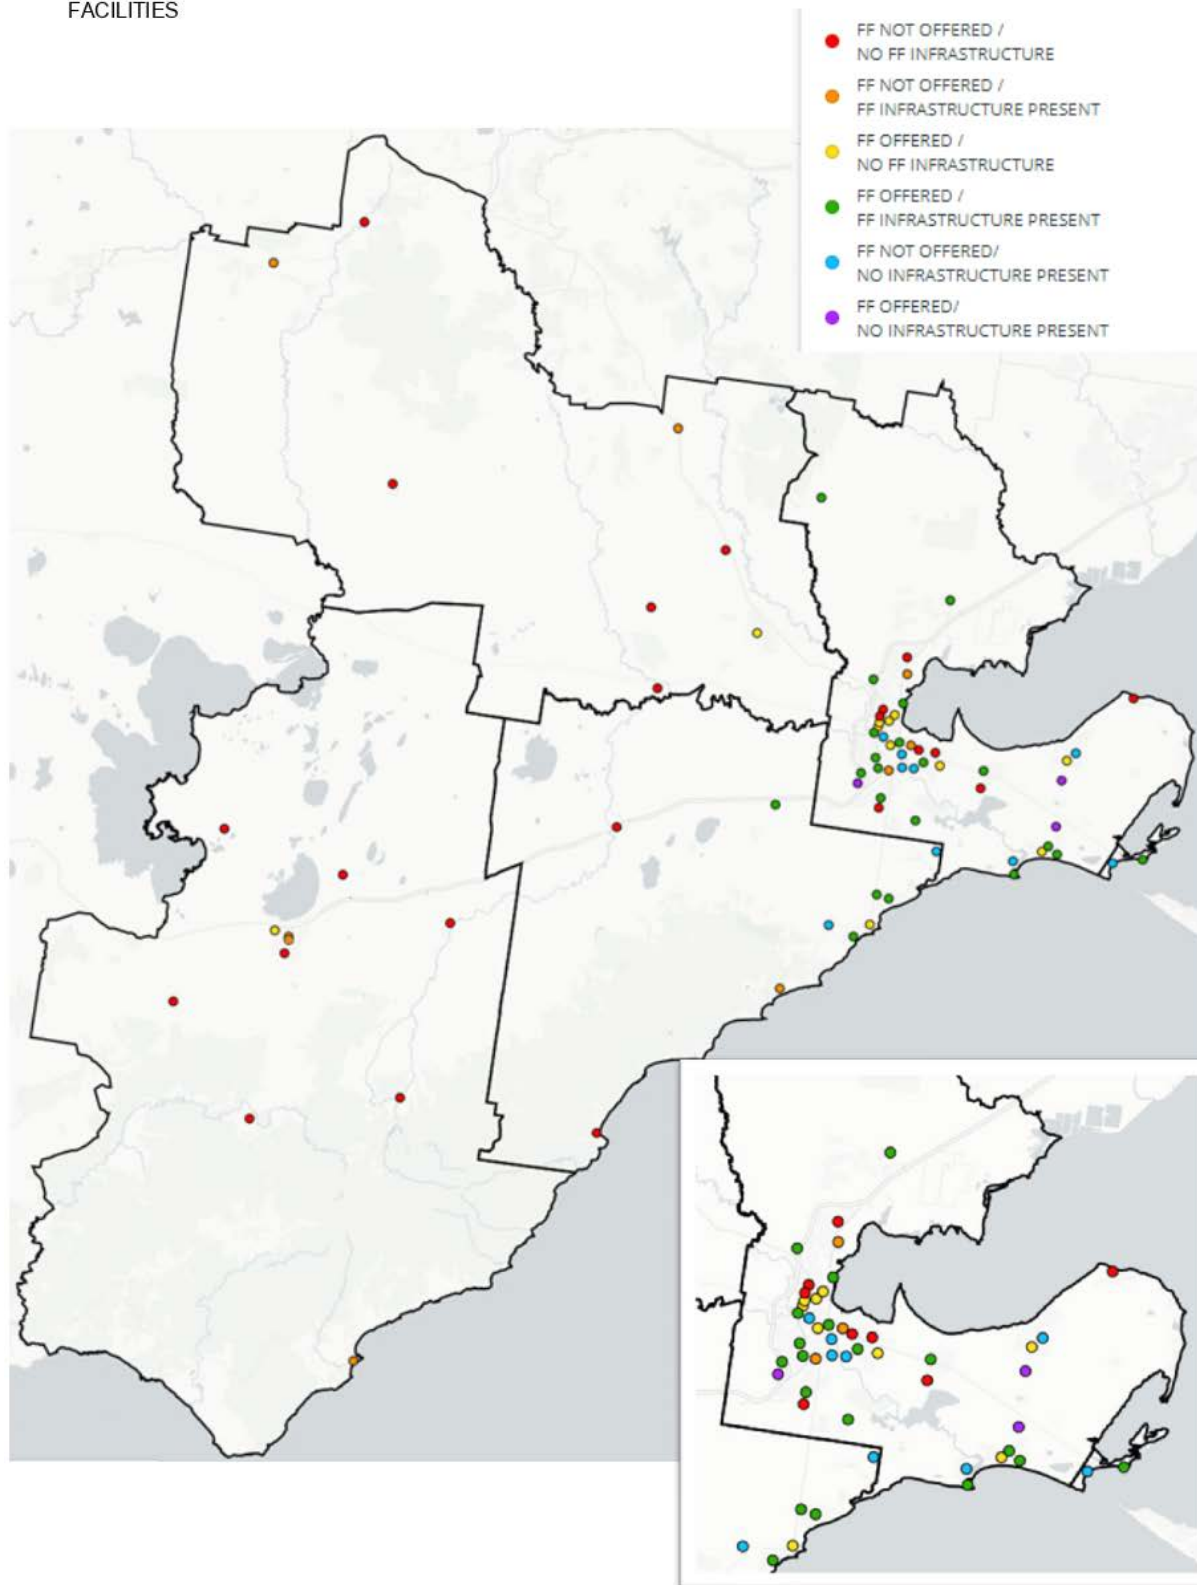 FACILITIES
FF NOT OFFERED /
NO FF INFRASTRUCTURE
FF NOT OFFERED /
FF INFRASTRUCTURE PRESENT
FF OFFERED /
NO FF INFRASTRUCTURE
FF OFFERED /
FF INFRASTRUCTURE PRESENT
FF NOT OFFERED/
NO INFRASTRUCTURE PRESENT
FF OFFERED/
NO INFRASTRUCTURE PRESENT